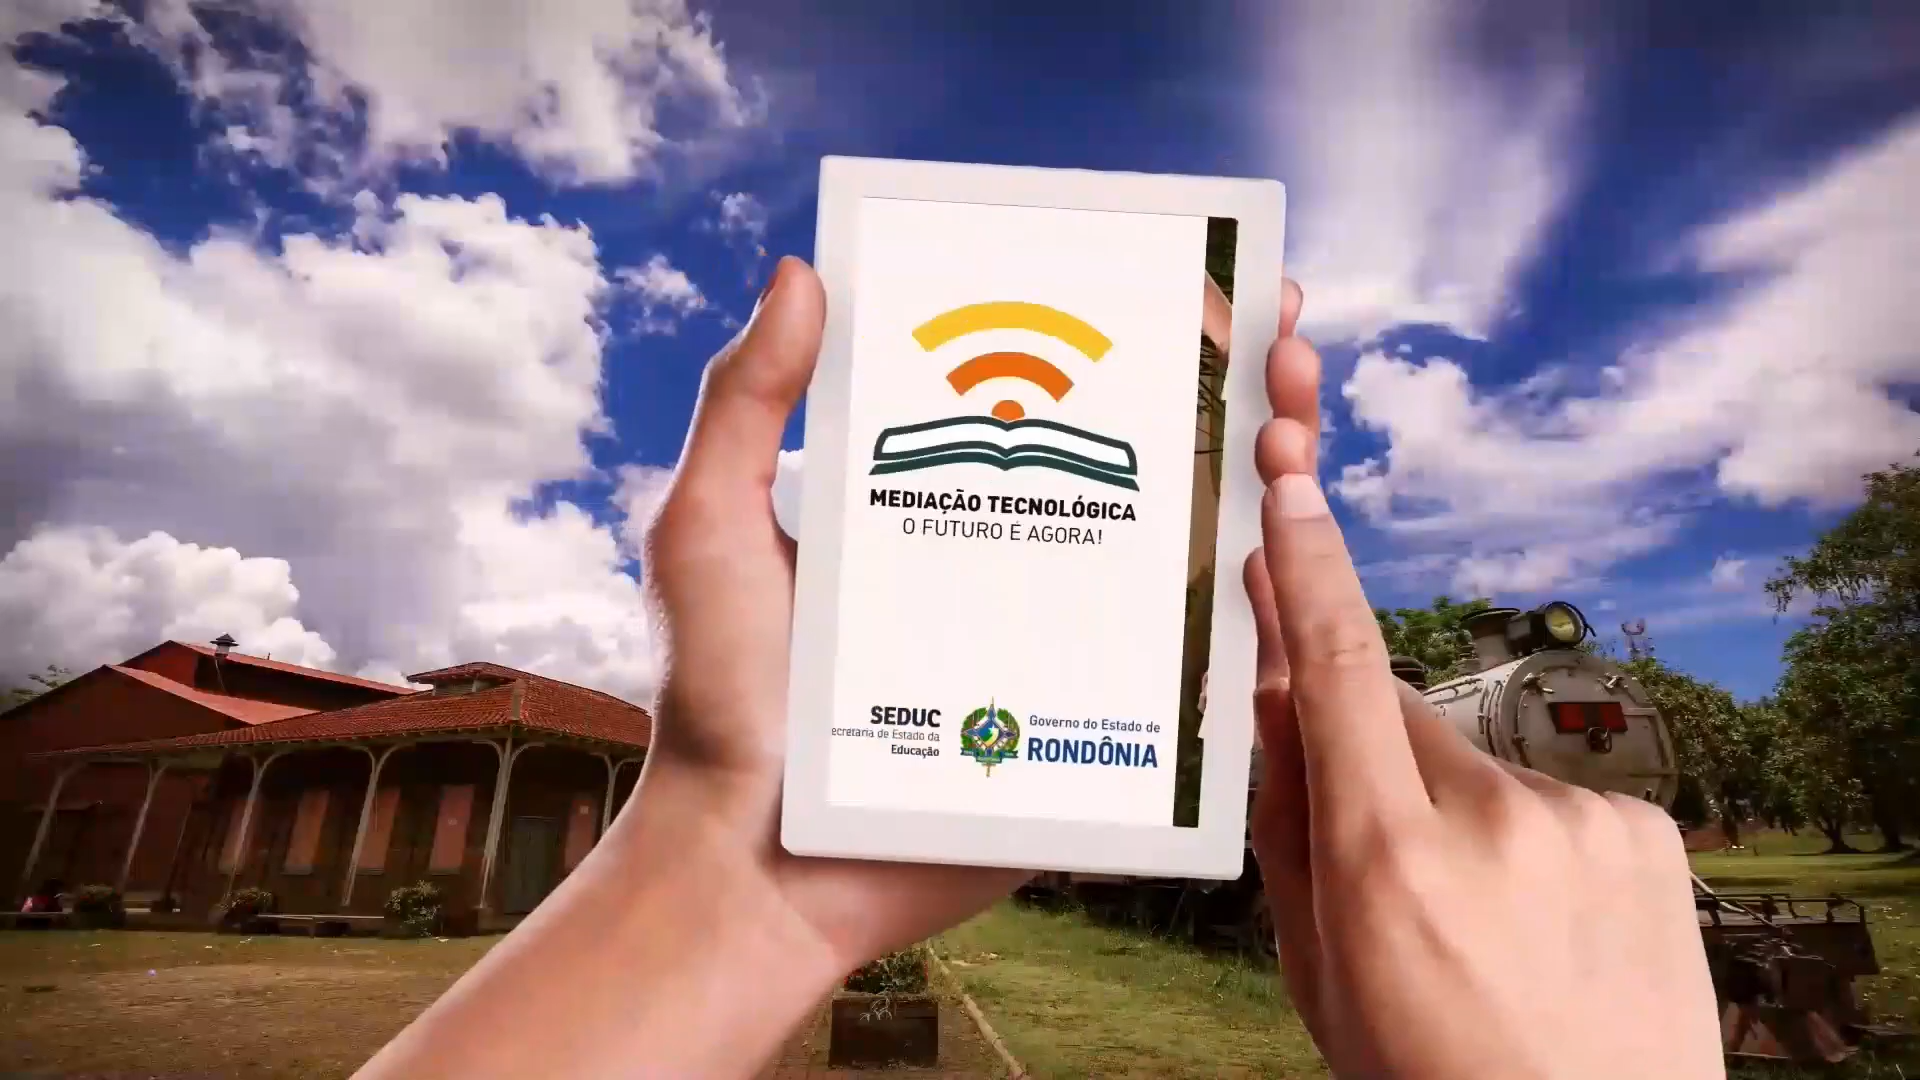 MEDIAÇÃO TECNOLÓGICA
O FUTURO É AGORA!
SEDUC
ecretaria de Estado da
Educação
Governo do Estado de
RONDÔNIA